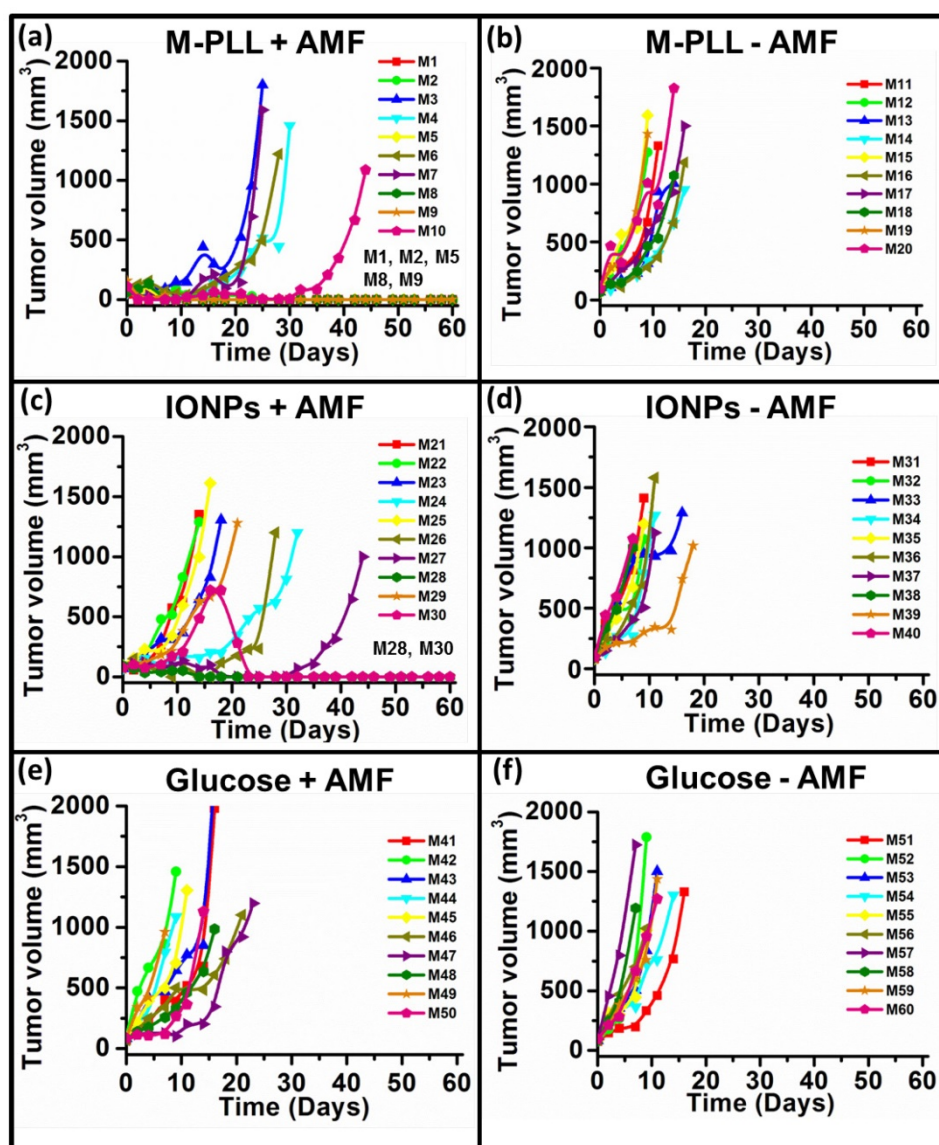 (a)
M-PLL + AMF
Tumor volume (mm³)
2000
1500
1000
500
0
0 10 20 30 40 50 60
Time (Days)
M1
M2
M3
M4
M5
M6
M7
M8
M9
M10
M1, M2, M5
M8, M9
(b)
M-PLL - AMF
Tumor volume (mm³)
2000
1500
1000
500
0
0 10 20 30 40 50 60
Time (Days)
M11
M12
M13
M14
M15
M16
M17
M18
M19
M20
(c)
IONPs + AMF
Tumor volume (mm³)
2000
1500
1000
500
0
0 10 20 30 40 50 60
Time (Days)
M21
M22
M23
M24
M25
M26
M27
M28
M29
M30
M28, M30
(d)
IONPs - AMF
Tumor volume (mm³)
2000
1500
1000
500
0
0 10 20 30 40 50 60
Time (Days)
M31
M32
M33
M34
M35
M36
M37
M38
M39
M40
(e)
Glucose + AMF
Tumor volume (mm³)
2000
1500
1000
500
0
0 10 20 30 40 50 60
Time (Days)
M41
M42
M43
M44
M45
M46
M47
M48
M49
M50
(f)
Glucose - AMF
Tumor volume (mm³)
2000
1500
1000
500
0
0 10 20 30 40 50 60
Time (Days)
M51
M52
M53
M54
M55
M56
M57
M58
M59
M60